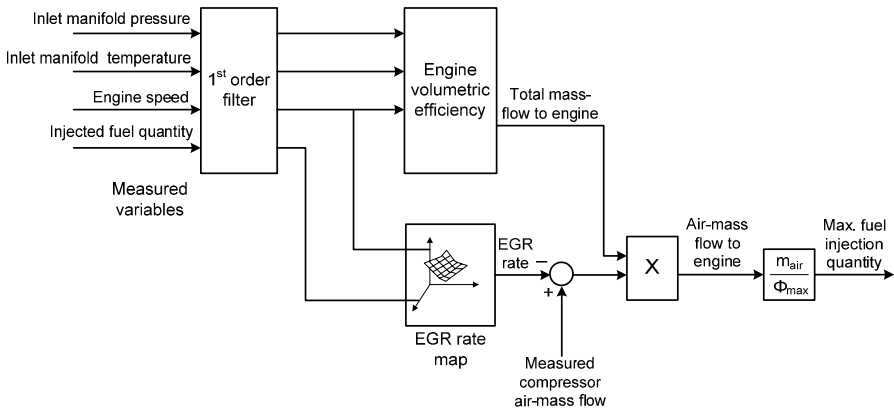 Inlet manifold pressure
Inlet manifold temperature
Engine speed
Injected fuel quantity
Measured
variables
1st order
filter
Engine
volumetric
efficiency
Total mass-
flow to engine
EGR
rate
−
+
EGR rate
map
Measured
compressor
air-mass flow
X
Air-mass
flow to
engine
mair
Φmax
Max. fuel
injection
quantity